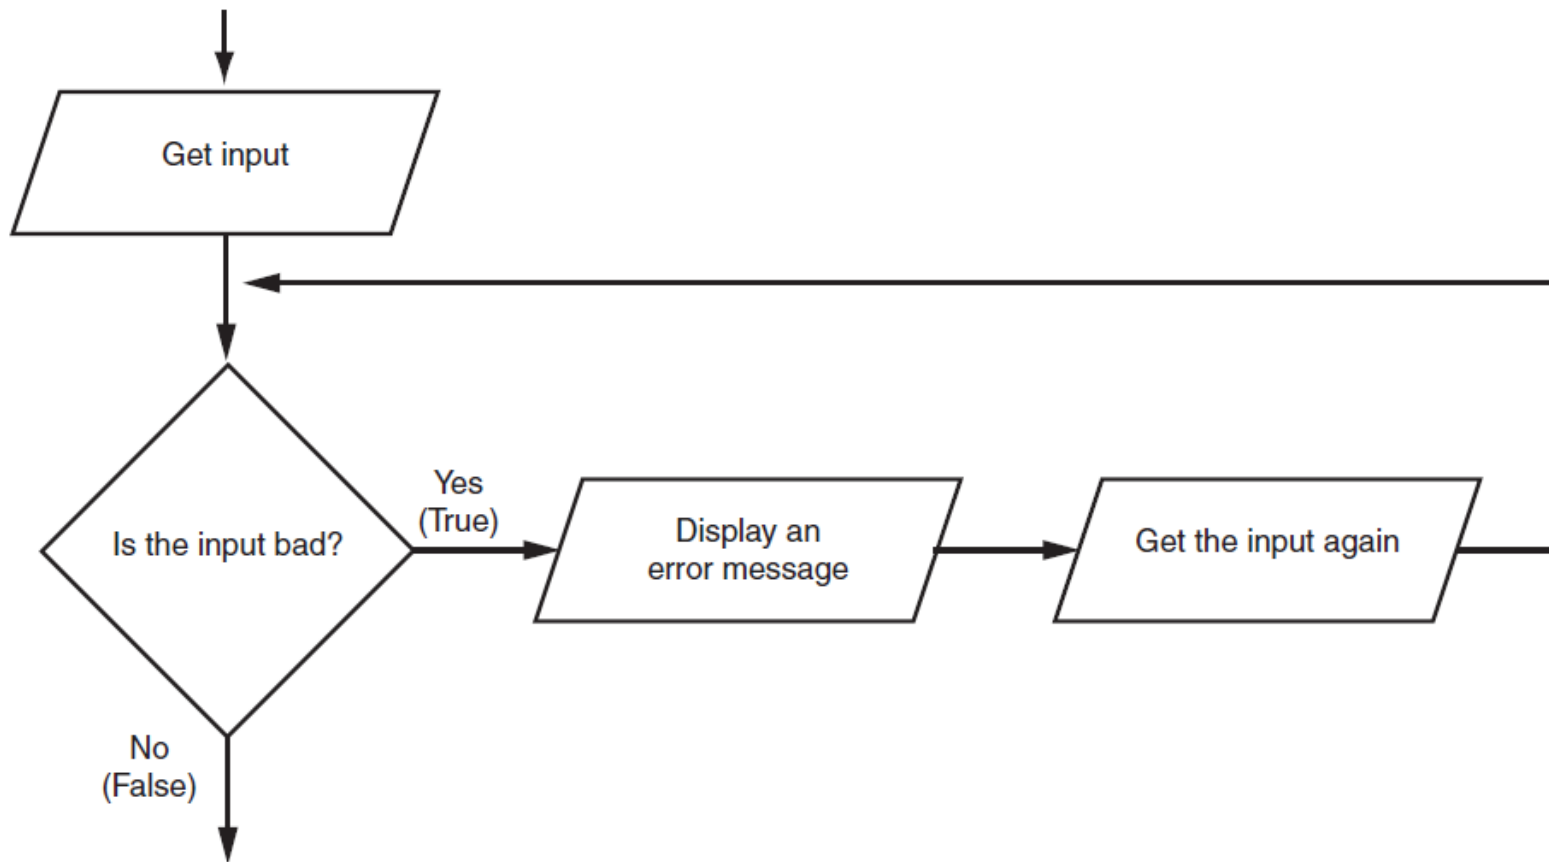 Get input
Is the input bad?
Yes
(True)
Display an
error message
Get the input again
No
(False)